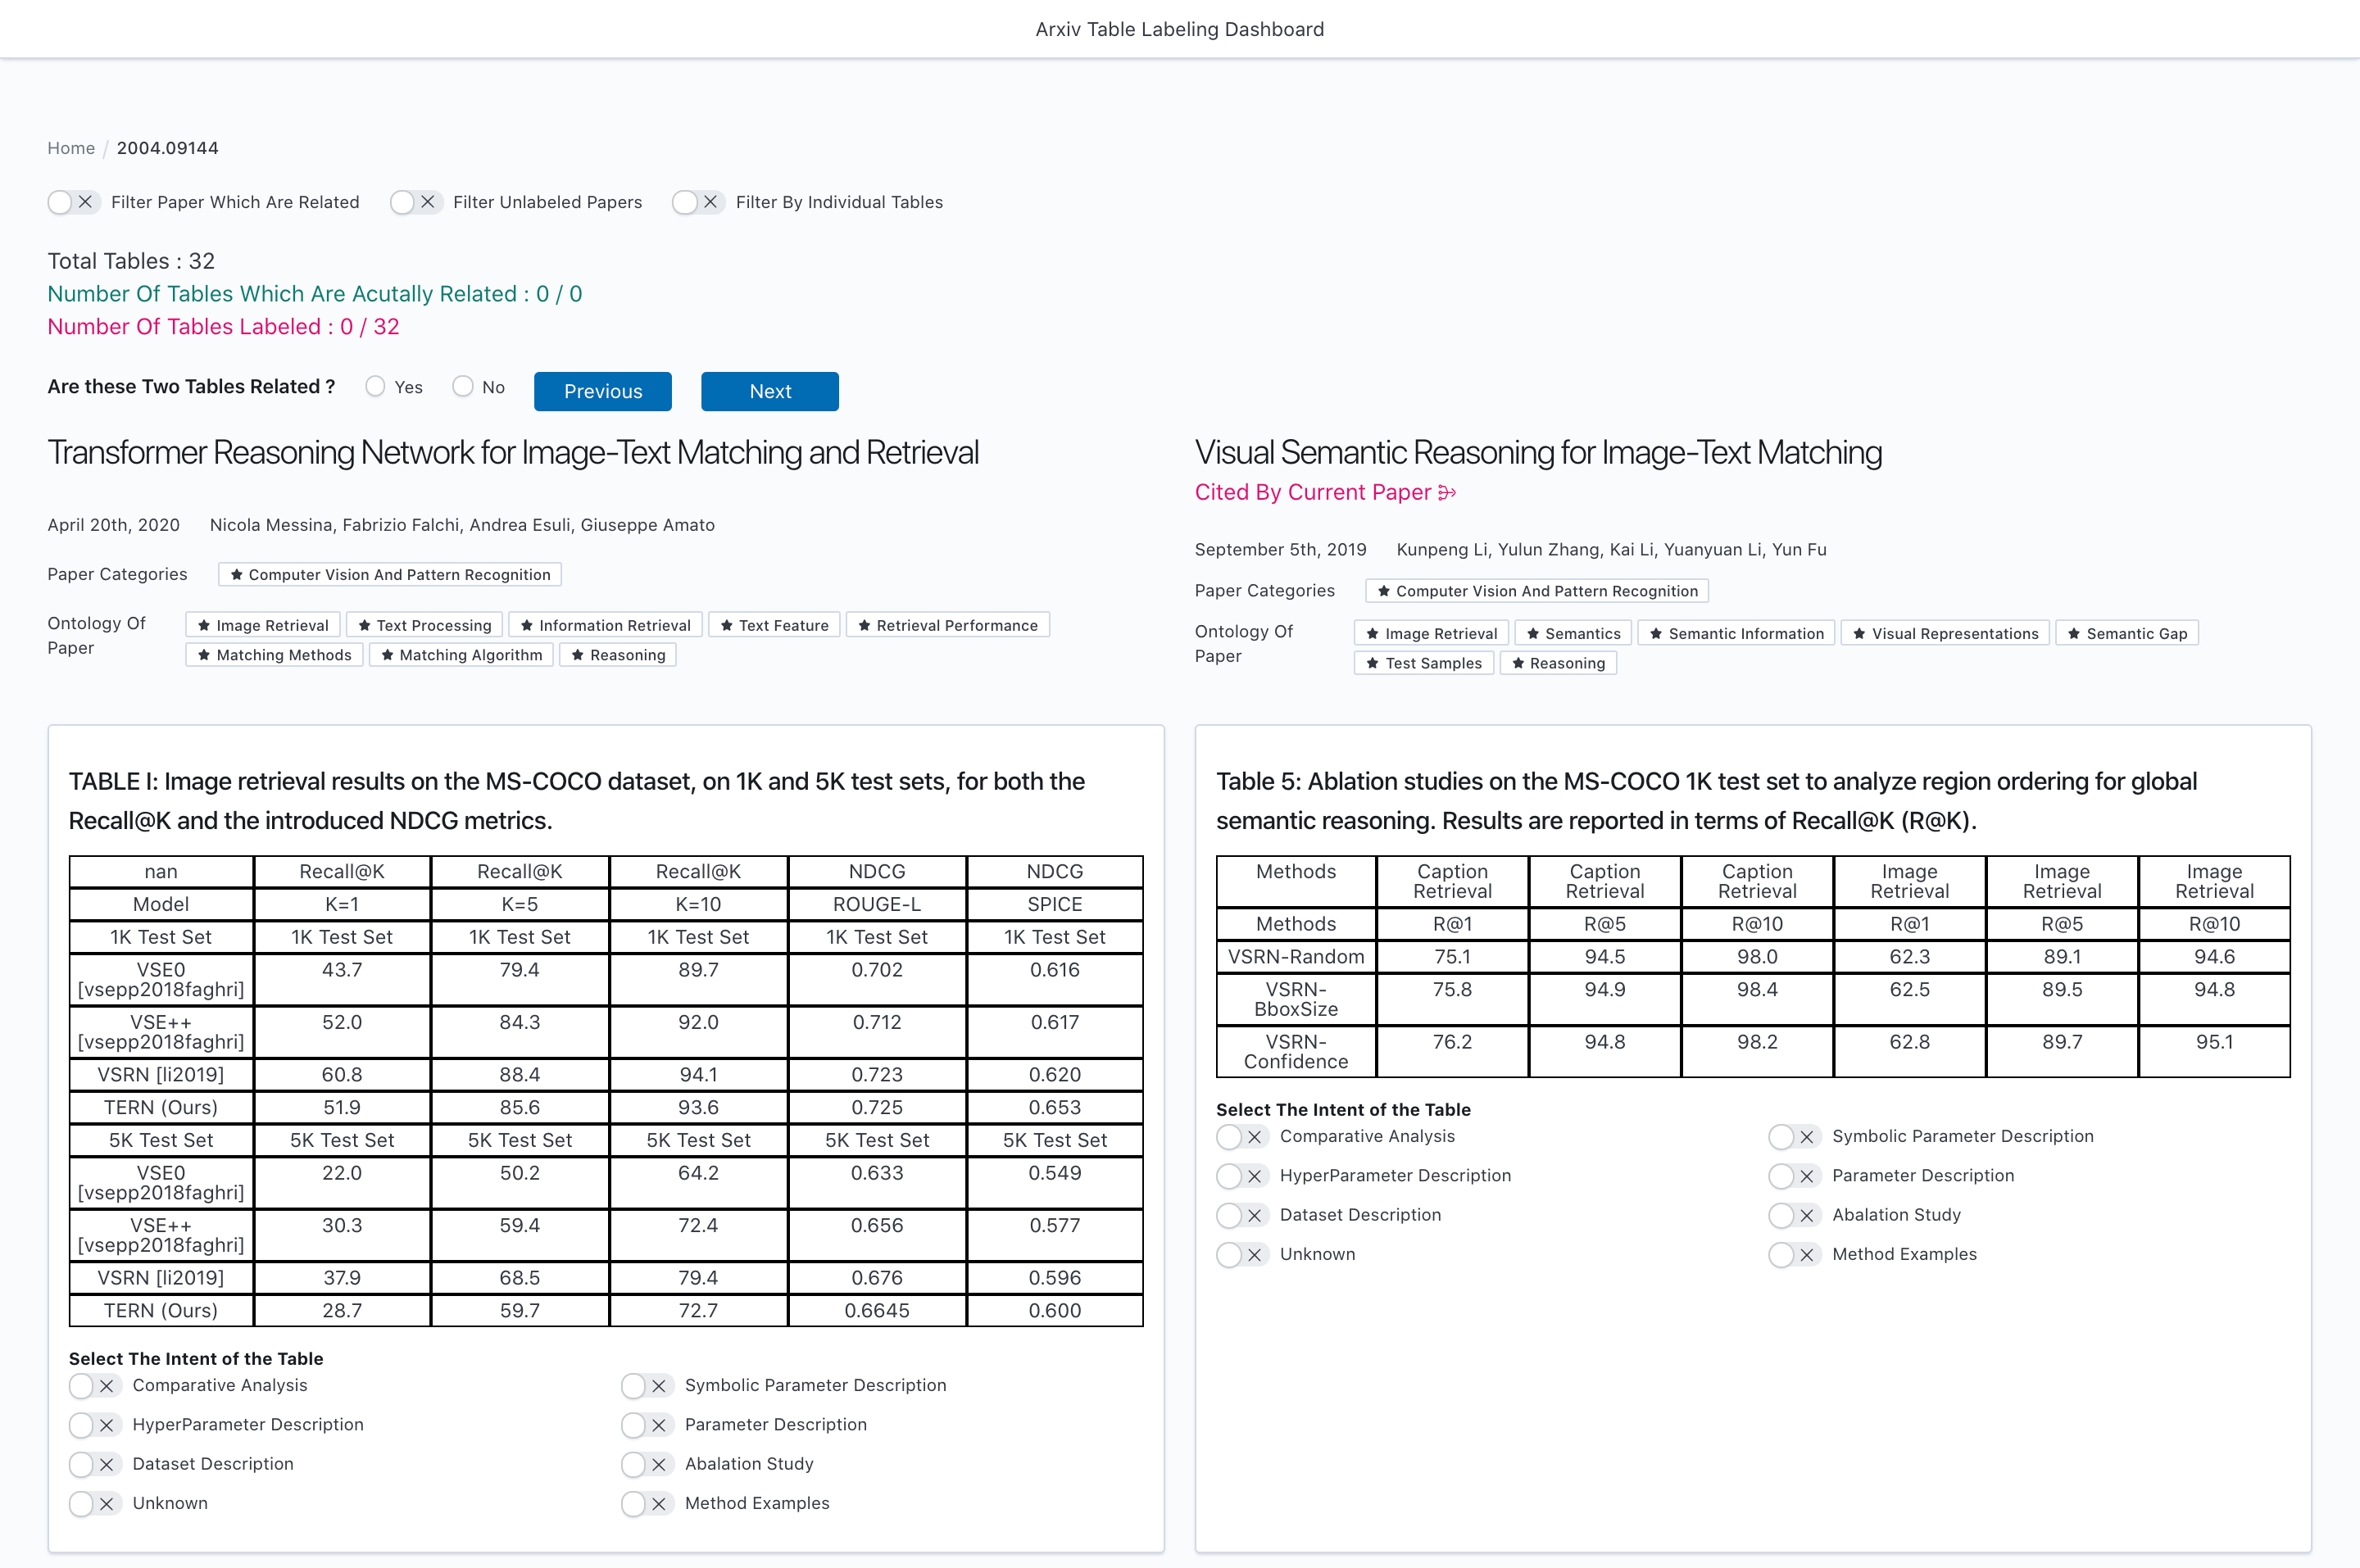 Arxiv Table Labeling Dashboard
Home / 2004.09144
Filter Paper Which Are Related Filter Unlabeled Papers Filter By Individual Tables
Total Tables : 32
Number Of Tables Which Are Acutally Related : 0 / 0
Number Of Tables Labeled : 0 / 32
Are these Two Tables Related ? Yes No Previous Next
Transformer Reasoning Network for Image-Text Matching and Retrieval
April 20th, 2020 Nicola Messina, Fabrizio Falchi, Andrea Esuli, Giuseppe Amato
Paper Categories Computer Vision And Pattern Recognition
Ontology Of Paper
Image Retrieval Text Processing Information Retrieval Text Feature Retrieval Performance
Matching Methods Matching Algorithm Reasoning
TABLE I: Image retrieval results on the MS-COCO dataset, on 1K and 5K test sets, for both the
Recall@K and the introduced NDCG metrics.
nan Recall@K Recall@K Recall@K NDCG NDCG
Model K=1 K=5 K=10 ROUGE-L SPICE
1K Test Set 1K Test Set 1K Test Set 1K Test Set 1K Test Set 1K Test Set
VSE0 [vsepp2018faghri] 43.7 79.4 89.7 0.702 0.616
VSE++ [vsepp2018faghri] 52.0 84.3 92.0 0.712 0.617
VSRN [li2019] 60.8 88.4 94.1 0.723 0.620
TERN (Ours) 51.9 85.6 93.6 0.725 0.653
5K Test Set 5K Test Set 5K Test Set 5K Test Set 5K Test Set 5K Test Set
VSE0 [vsepp2018faghri] 22.0 50.2 64.2 0.633 0.549
VSE++ [vsepp2018faghri] 30.3 59.4 72.4 0.656 0.577
VSRN [li2019] 37.9 68.5 79.4 0.676 0.596
TERN (Ours) 28.7 59.7 72.7 0.6645 0.600
Select The Intent of the Table
Comparative Analysis Symbolic Parameter Description
HyperParameter Description Parameter Description
Dataset Description Abalation Study
Unknown Method Examples
Visual Semantic Reasoning for Image-Text Matching
Cited By Current Paper
September 5th, 2019 Kunpeng Li, Yulun Zhang, Kai Li, Yuanyuan Li, Yun Fu
Paper Categories Computer Vision And Pattern Recognition
Ontology Of Paper
Image Retrieval Semantics Semantic Information Visual Representations Semantic Gap
Test Samples Reasoning
Table 5: Ablation studies on the MS-COCO 1K test set to analyze region ordering for global
semantic reasoning. Results are reported in terms of Recall@K (R@K).
Methods Caption Retrieval Caption Retrieval Caption Retrieval Image Retrieval Image Retrieval Image Retrieval
Methods R@1 R@5 R@10 R@1 R@5 R@10
VSRN-Random 75.1 94.5 98.0 62.3 89.1 94.6
VSRN-BboxSize 75.8 94.9 98.4 62.5 89.5 94.8
VSRN-Confidence 76.2 94.8 98.2 62.8 89.7 95.1
Select The Intent of the Table
Comparative Analysis Symbolic Parameter Description
HyperParameter Description Parameter Description
Dataset Description Abalation Study
Unknown Method Examples